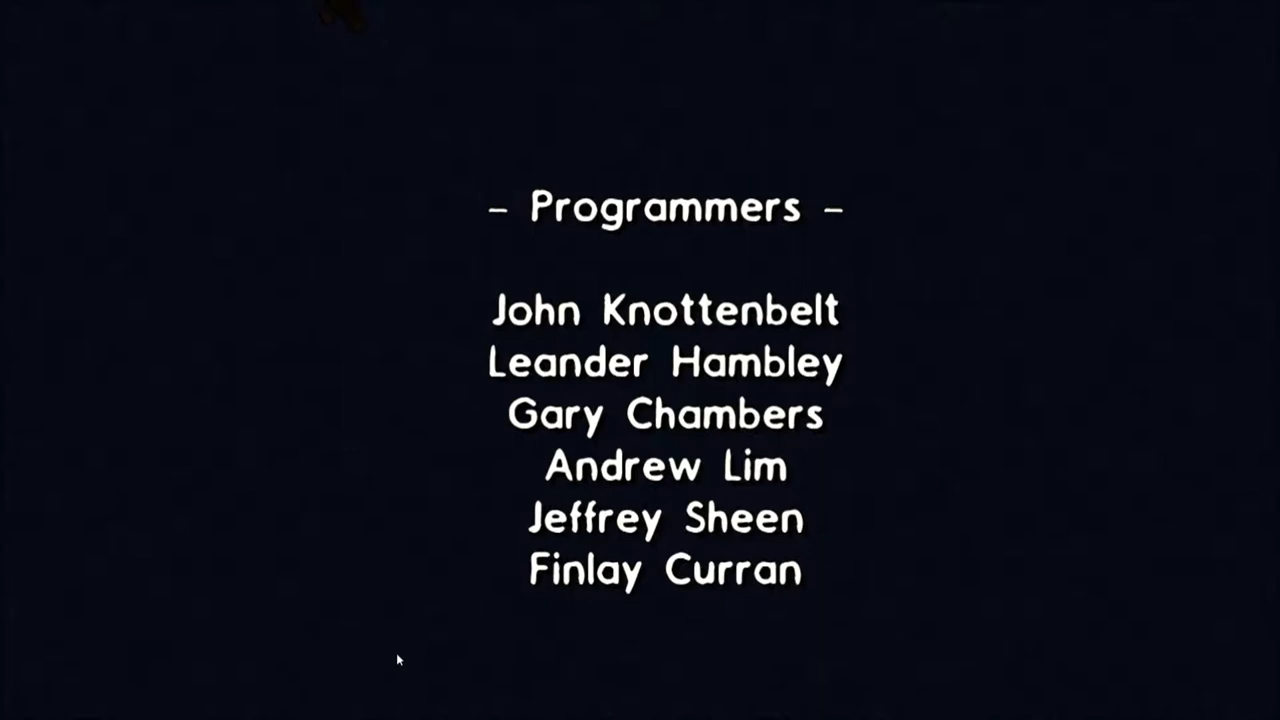 - Programmers -
John Knottenbelt
Leander Hambley
Gary Chambers
Andrew Lim
Jeffrey Sheen
Finlay Curran